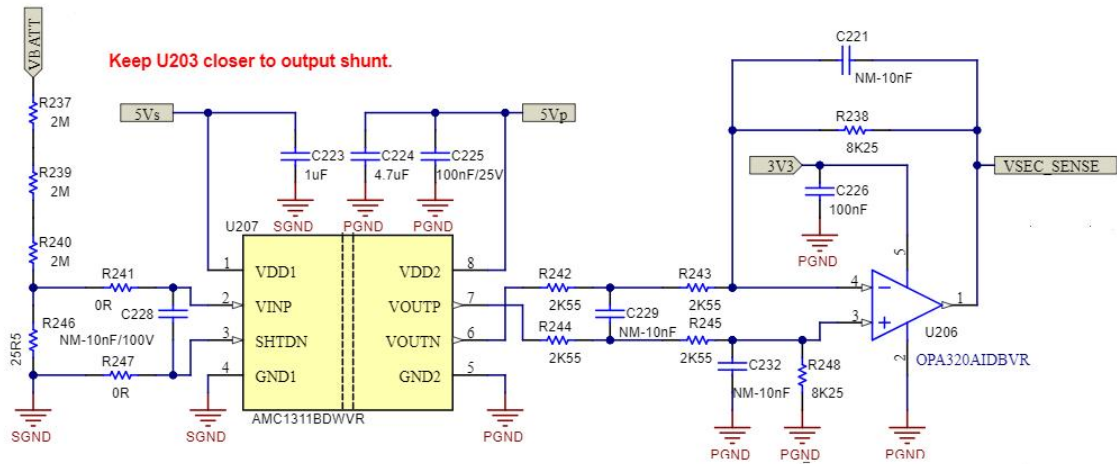 VBATT
Keep U203 closer to output shunt.
R237
2M
R239
2M
R240
2M
R241
0R
R246
25R5
C228
NM-10nF/100V
R247
0R
SGND
5Vs
5Vp
C223
1uF
SGND
C224
4.7uF
PGND
C225
100nF/25V
PGND
U207
1
VDD1
2
VINP
3
SHTDN
4
GND1
VDD2
8
VOUTP
7
VOUTN
6
GND2
5
AMC1311BDWVR
SGND
PGND
R242
2K55
R243
2K55
C229
NM-10nF
R244
2K55
R245
2K55
C232
NM-10nF
PGND
R248
8K25
PGND
C221
NM-10nF
R238
8K25
3V3
C226
100nF
PGND
VSEC_SENSE
5
4
3
1
2
U206
OPA320AIDBVR
PGND